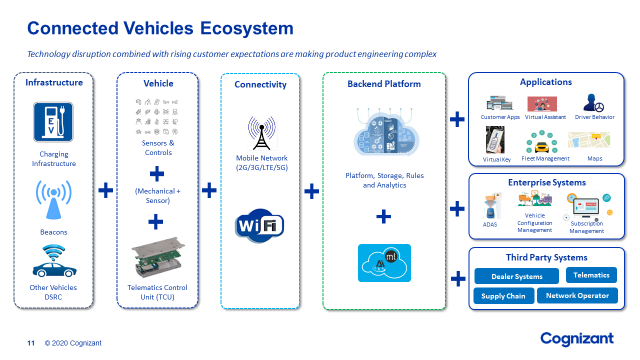 Connected Vehicles Ecosystem
Technology disruption combined with rising customer expectations are making product engineering complex
Infrastructure
EV
Charging
Infrastructure
Beacons
Other Vehicles
DSRC
Vehicle
Sensors &
Controls
(Mechanical +
Sensor)
Telematics Control
Unit (TCU)
Connectivity
Mobile Network
(2G/3G/LTE/5G)
WiFi
Backend Platform
Platform, Storage, Rules
and Analytics
Applications
Customer Apps
Virtual Assistant
Driver Behavior
Virtual Key
Fleet Management
Maps
Enterprise Systems
ADAS
Vehicle
Configuration
Management
Subscription
Management
Third Party Systems
Dealer Systems
Telematics
Supply Chain
Network Operator
11 © 2020 Cognizant
Cognizant